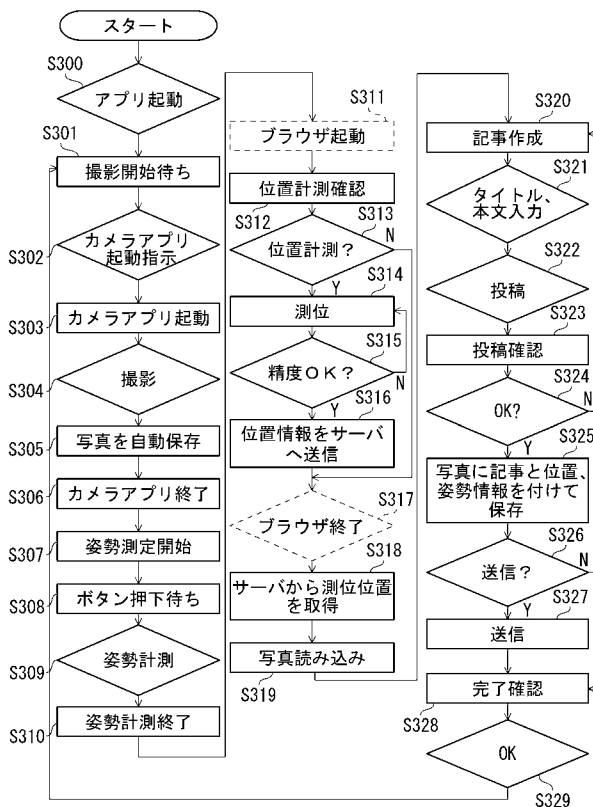 スタート
S300
アプリ起動
S301
撮影開始待ち
カメラアプリ
起動指示
S302
カメラアプリ起動
S303
撮影
S304
写真を自動保存
S305
カメラアプリ終了
S306
姿勢測定開始
S307
ボタン押下待ち
S308
姿勢計測
S309
姿勢計測終了
S310
S311
ブラウザ起動
位置計測確認
S312
S313
位置計測?
N
Y
S314
測位
S315
精度OK?
N
Y
S316
位置情報をサーバ
へ送信
S317
ブラウザ終了
S318
サーバから測位位置
を取得
写真読み込み
S319
S320
記事作成
S321
タイトル、
本文入力
S322
投稿
S323
投稿確認
S324
OK?
N
Y
S325
写真に記事と位置、
姿勢情報を付けて
保存
S326
送信?
N
Y
S327
送信
完了確認
S328
OK
S329